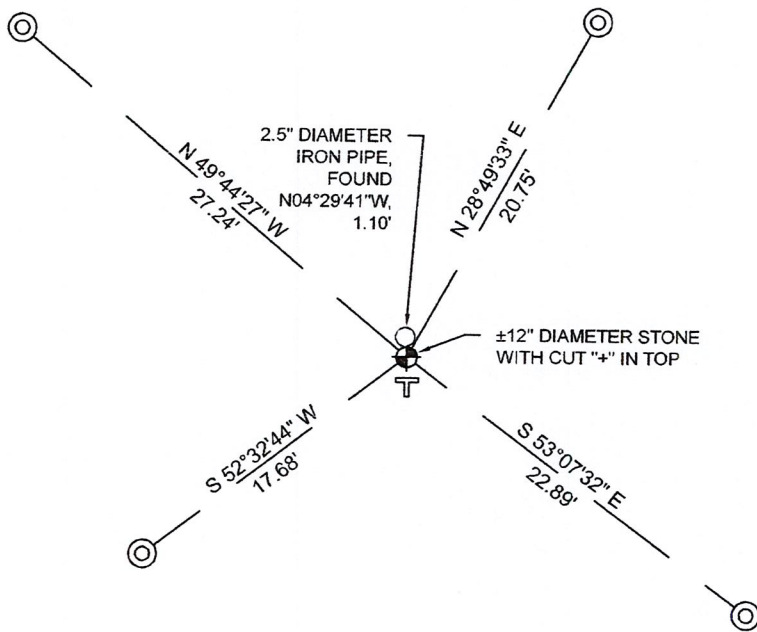 2.5" DIAMETER
IRON PIPE,
FOUND
N04°29'41"W,
1.10'
N 49°44'27" W
27.24'
N 28°49'33" E
20.75'
±12" DIAMETER STONE
WITH CUT "+" IN TOP
T
S 52°32'44" W
17.68'
S 53°07'32" E
22.89'